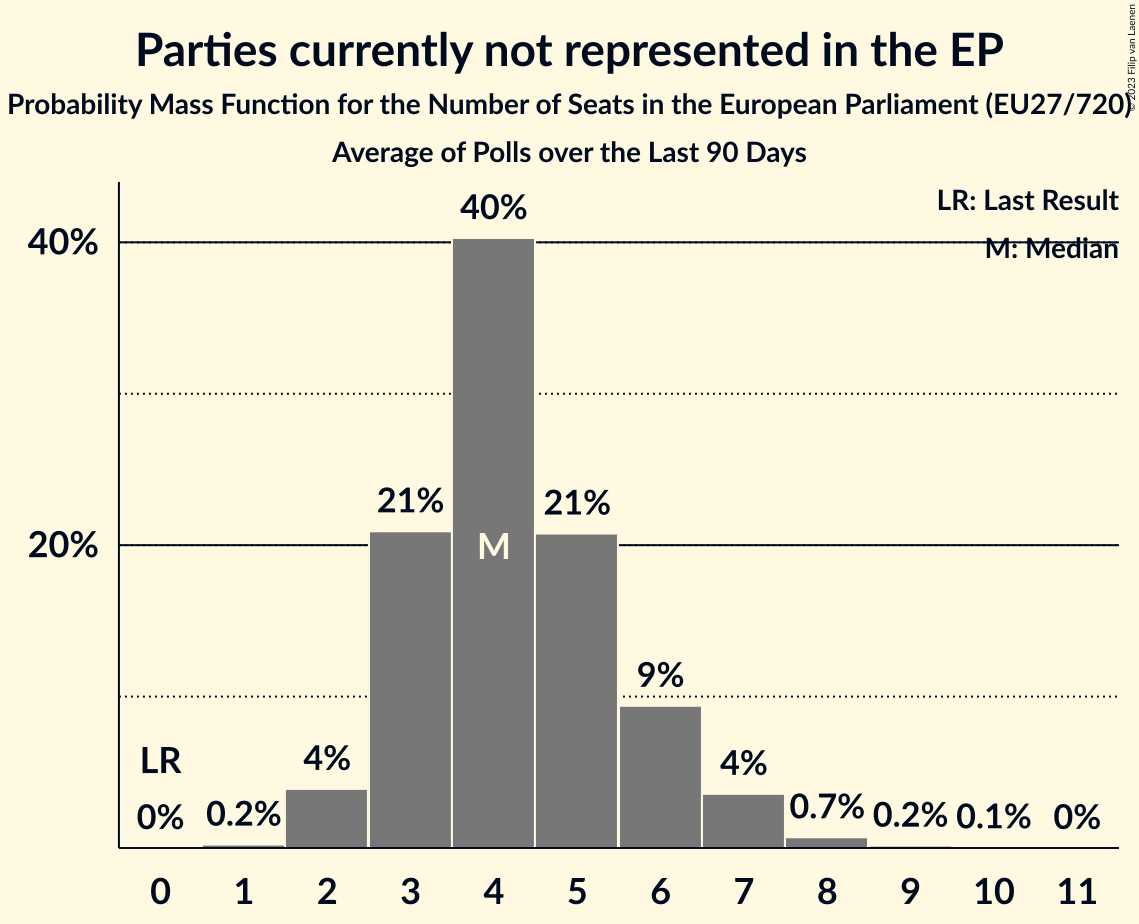 Parties currently not represented in the EP
Probability Mass Function for the Number of Seats in the European Parliament (EU27/720)
Average of Polls over the Last 90 Days
© 2023 Filip van Laenen
LR: Last Result
M: Median
40%
20%
LR
0%
0.2%
4%
21%
40%
M
21%
9%
4%
0.7%
0.2%
0.1%
0%
0 1 2 3 4 5 6 7 8 9 10 11